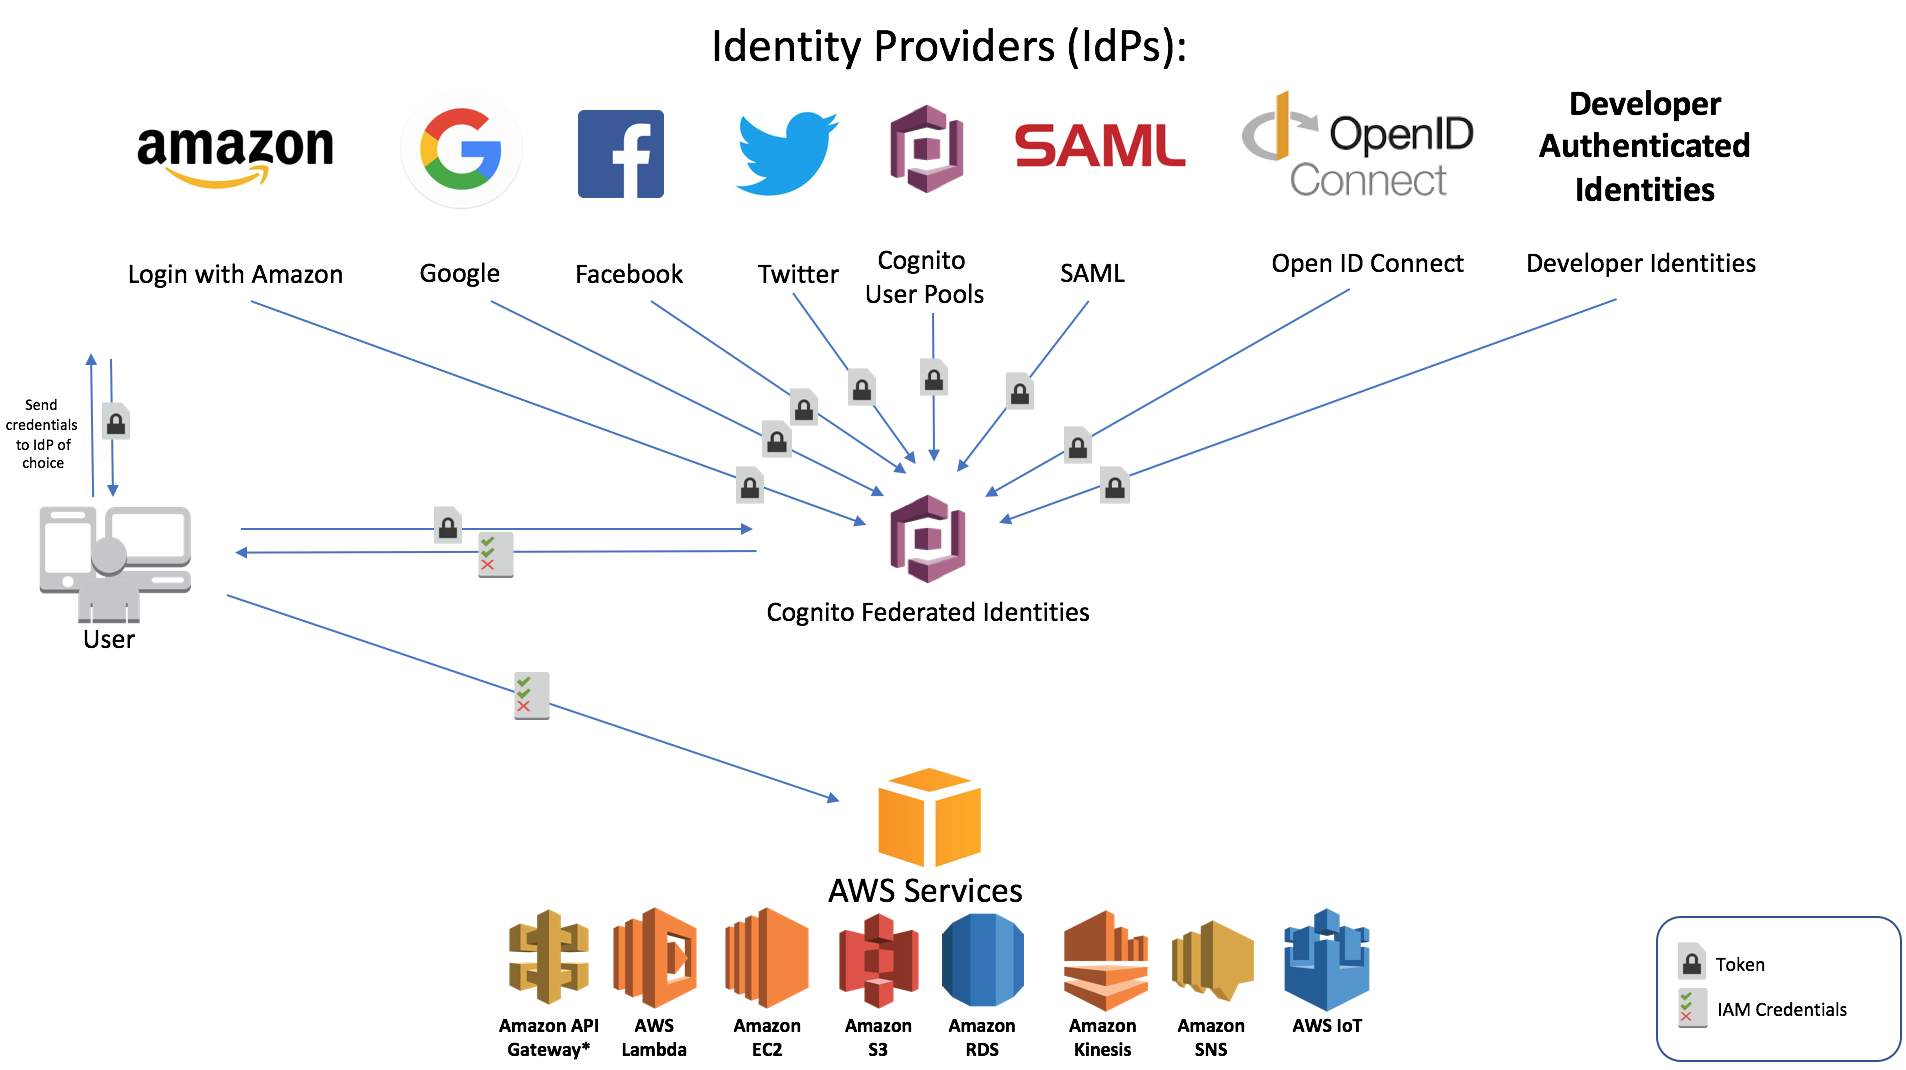 Identity Providers (IdPs):
amazon
SAML
OpenID
Connect
Developer
Authenticated
Identities
Login with Amazon
Google
Facebook
Twitter
Cognito
User Pools
SAML
Open ID Connect
Developer Identities
Send
credentials
to IdP of
choice
User
Cognito Federated Identities
AWS Services
Amazon API
Gateway*
AWS
Lambda
Amazon
EC2
Amazon
S3
Amazon
RDS
Amazon
Kinesis
Amazon
SNS
AWS IoT
Token
IAM Credentials